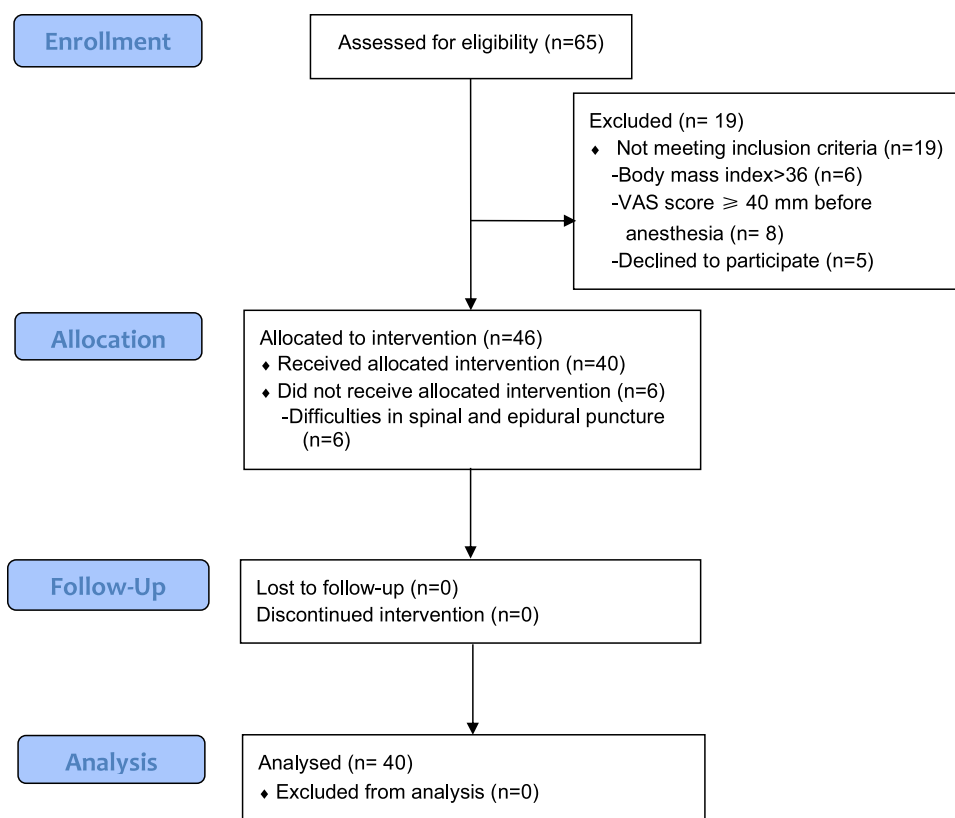 Enrollment
Assessed for eligibility (n=65)
Excluded (n= 19)
♦ Not meeting inclusion criteria (n=19)
-Body mass index>36 (n=6)
-VAS score ⩾ 40 mm before
anesthesia (n= 8)
-Declined to participate (n=5)
Allocation
Allocated to intervention (n=46)
♦ Received allocated intervention (n=40)
♦ Did not receive allocated intervention (n=6)
-Difficulties in spinal and epidural puncture
(n=6)
Follow-Up
Lost to follow-up (n=0)
Discontinued intervention (n=0)
Analysis
Analysed (n= 40)
♦ Excluded from analysis (n=0)